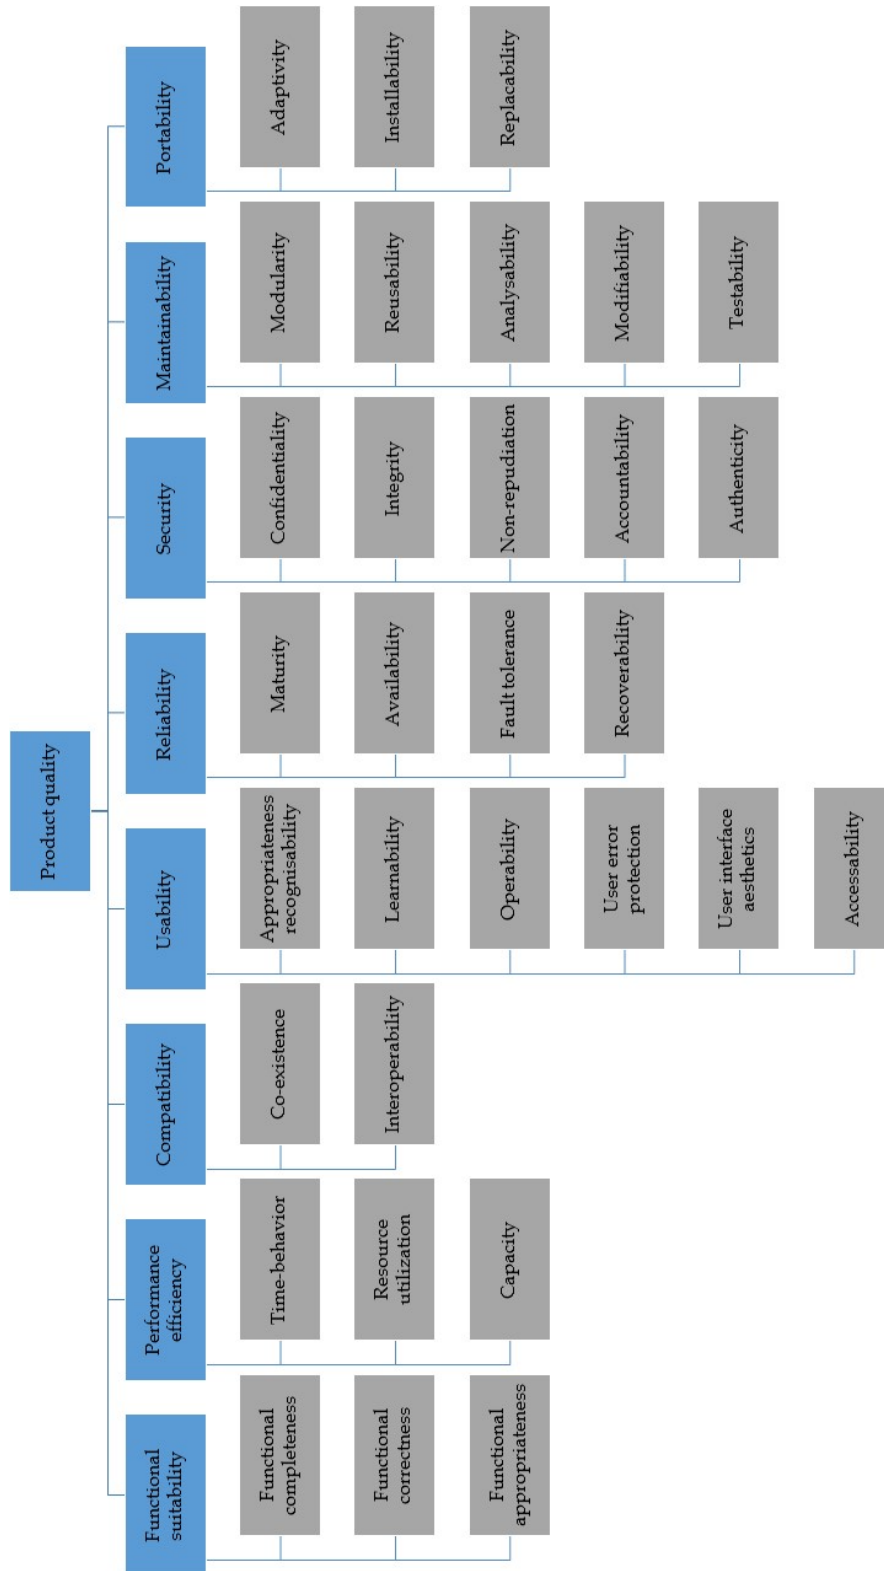 Product quality
Functional
suitability
Functional
completeness
Functional
correctness
Functional
appropriateness
Performance
efficiency
Time-behavior
Resource
utilization
Capacity
Compatibility
Co-existence
Interoperability
Usability
Appropriateness
recognisability
Learnability
Operability
User error
protection
User interface
aesthetics
Accessability
Reliability
Maturity
Availability
Fault tolerance
Recoverability
Security
Confidentiality
Integrity
Non-repudiation
Accountability
Authenticity
Maintainability
Modularity
Reusability
Analysability
Modifiability
Testability
Portability
Adaptivity
Installability
Replacability